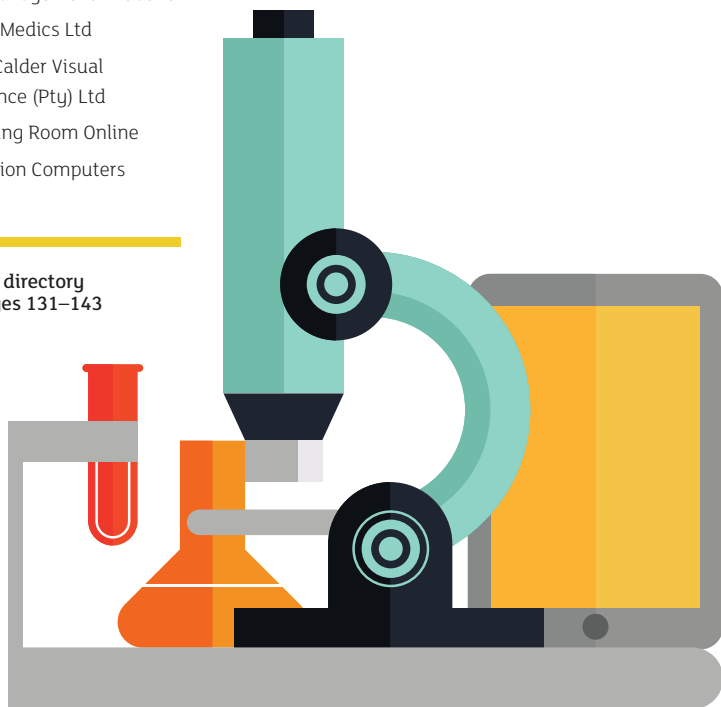 Medics Ltd
Calder Visual
nce (Pty) Ltd
ng Room Online
ion Computers
directory
es 131–143